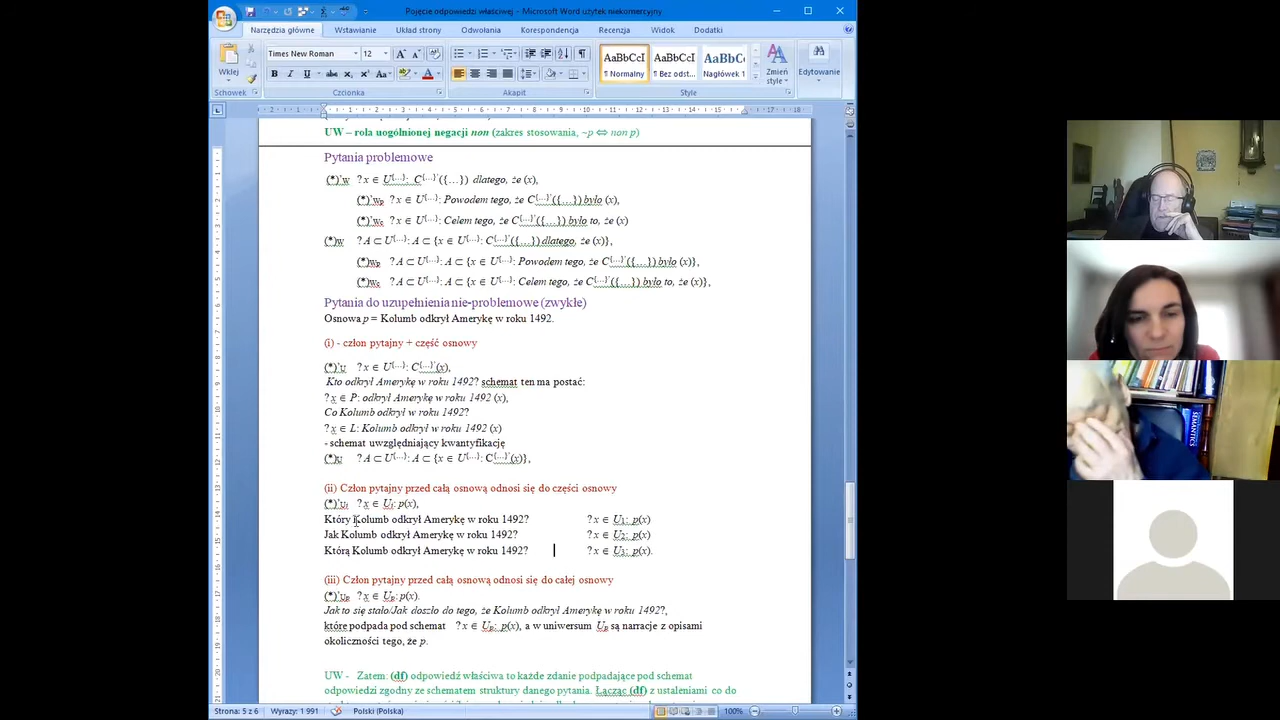 Pojęcie odpowiedzi właściwej - Microsoft Word użytek niekomercyjny
Narzędzia główne Wstawianie Układ strony Odwołania Korespondencja Recenzja Widok Dodatki
Times New Roman 12
AaBbCcI AaBbCcI AaBbC
Wklej ¶ Normalny ¶ Bez odst... Nagłówek 1 Zmień style Edytowanie
Schowek Czcionka Akapit Style
UW – rola uogólnionej negacji non (zakres stosowania, ~p ⇔ non p)
Pytania problemowe
(*)'w ? x ∈ U{…}: C{…}'({…}) dlatego, że (x),
(*)'wp ? x ∈ U{…}: Powodem tego, że C{…}'({…}) było (x),
(*)'wc ? x ∈ U{…}: Celem tego, że C{…}'({…}) było to, że (x)
(*)w ? A ⊂ U{…}: A ⊂ {x ∈ U{…}: C{…}'({…}) dlatego, że (x)},
(*)wp ? A ⊂ U{…}: A ⊂ {x ∈ U{…}: Powodem tego, że C{…}'({…}) było (x)},
(*)wc ? A ⊂ U{…}: A ⊂ {x ∈ U{…}: Celem tego, że C{…}'({…}) było to, że (x)},
Pytania do uzupełnienia nie-problemowe (zwykłe)
Osnowa p = Kolumb odkrył Amerykę w roku 1492.
(i) - człon pytajny + część osnowy
(*)'u ? x ∈ U{…}: C{…}'(x),
Kto odkrył Amerykę w roku 1492? schemat ten ma postać:
? x ∈ P: odkrył Amerykę w roku 1492 (x),
Co Kolumb odkrył w roku 1492?
? x ∈ L: Kolumb odkrył w roku 1492 (x)
- schemat uwzględniający kwantyfikację
(*)u ? A ⊂ U{…}: A ⊂ {x ∈ U{…}: C{…}'(x)},
(ii) Człon pytajny przed całą osnową odnosi się do części osnowy
(*)'ui ? x ∈ Ui: p(x),
Który Kolumb odkrył Amerykę w roku 1492? ? x ∈ U1: p(x)
Jak Kolumb odkrył Amerykę w roku 1492? ? x ∈ U2: p(x)
Którą Kolumb odkrył Amerykę w roku 1492? ? x ∈ U3: p(x).
(iii) Człon pytajny przed całą osnową odnosi się do całej osnowy
(*)'up ? x ∈ Up: p(x).
Jak to się stało/Jak doszło do tego, że Kolumb odkrył Amerykę w roku 1492?,
które podpada pod schemat ? x ∈ Up: p(x), a w uniwersum Up są narracje z opisami
okoliczności tego, że p.
UW - Zatem: (df) odpowiedź właściwa to każde zdanie podpadające pod schemat
odpowiedzi zgodny ze schematem struktury danego pytania. Łącząc (df) z ustaleniami co do
Strona: 5 z 6 Wyrazy: 1 991 Polski (Polska) 100%
SEMANTICS